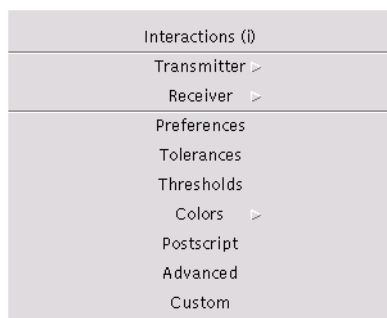 Interactions (i)
Transmitter
Receiver
Preferences
Tolerances
Thresholds
Colors
Postscript
Advanced
Custom